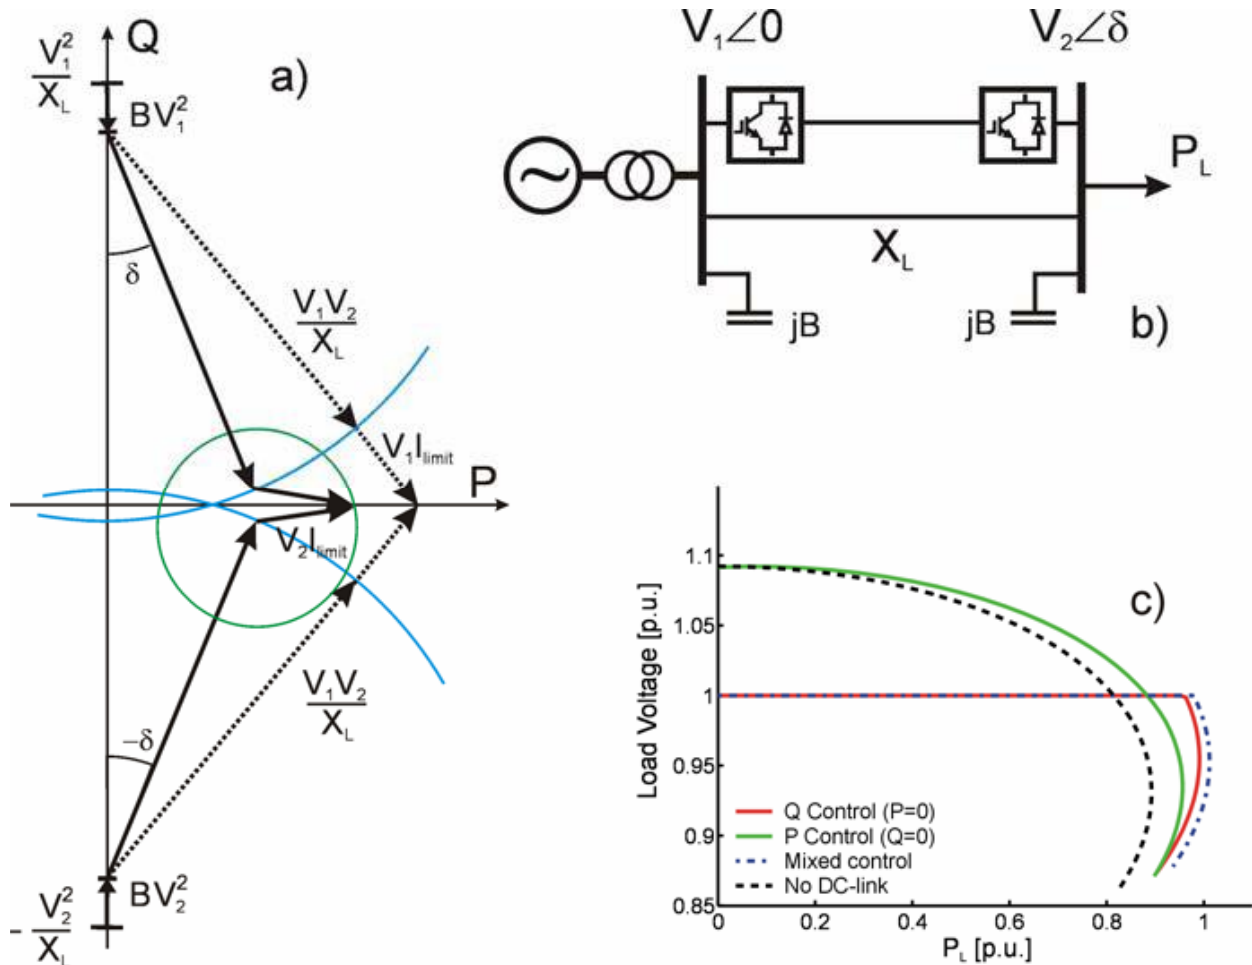 Q
V₁²
X_L
BV₁²
a)
δ
V₁V₂
X_L
V₁I_limit
P
V₂I_limit
V₁V₂
X_L
−δ
BV₂²
- V₂²
X_L
V₁∠0
V₂∠δ
P_L
X_L
jB
jB
b)
c)
Load Voltage [p.u.]
1.1
1.05
1
0.95
0.9
0.85
Q Control (P=0)
P Control (Q=0)
Mixed control
No DC-link
0
0.2
0.4
0.6
0.8
1
P_L [p.u.]